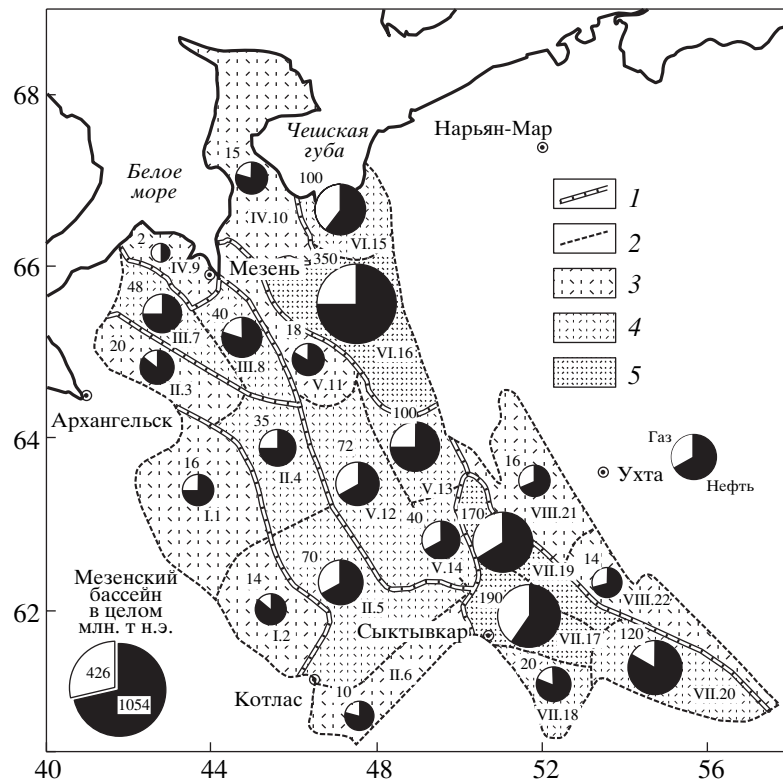 68
66
64
62
40
44
48
52
56
Белое
море
Чешская
губа
Нарьян-Мар
Мезень
Архангельск
Ухта
Сыктывкар
Котлас
15
IV.10
100
VI.15
2
IV.9
350
VI.16
48
III.7
40
III.8
18
V.11
20
II.3
35
II.4
72
V.12
100
V.13
16
I.1
40
V.14
170
VII.19
16
VIII.21
14
I.2
70
II.5
190
VII.17
14
VIII.22
10
II.6
20
VII.18
120
VII.20
1
2
3
4
5
Газ
Нефть
Мезенский
бассейн
в целом
млн. т н.э.
426
1054